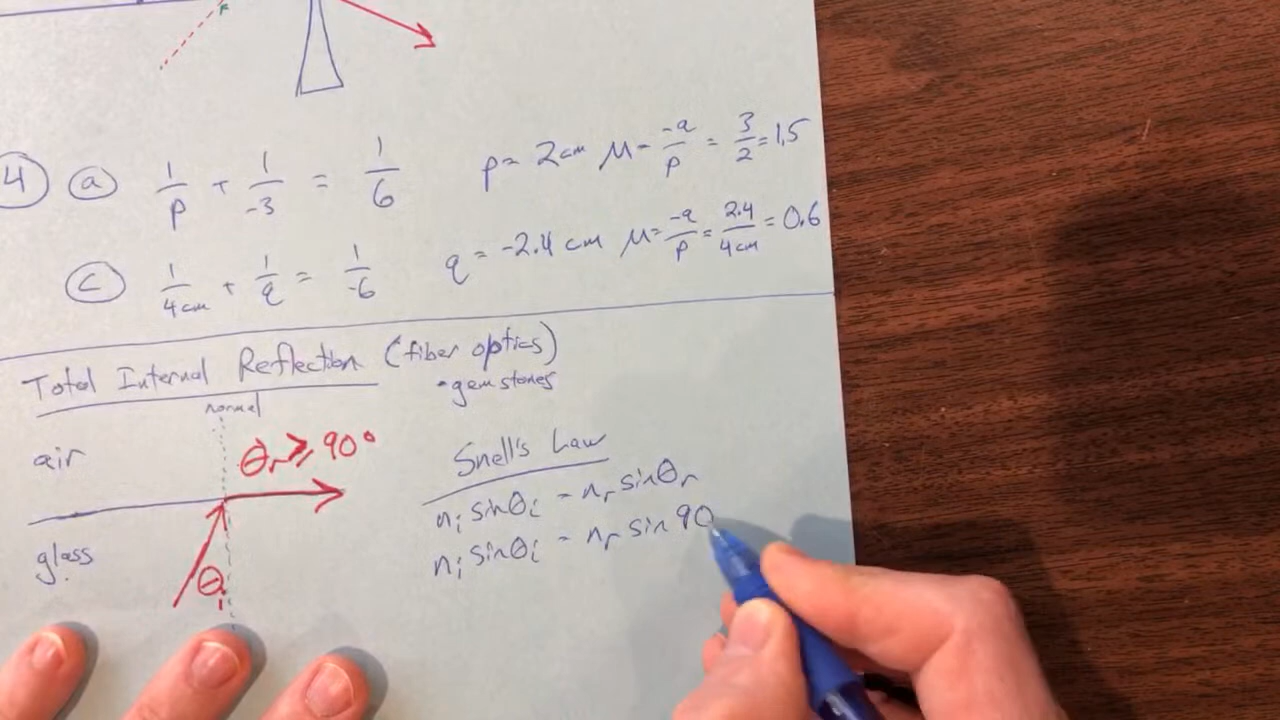 4 a 1/p + 1/-3 = 1/6 p = 2cm M = -q/p = 3/2 = 1.5
c 1/4cm + 1/q = 1/-6 q = -2.4 cm M = -q/p = 2.4/4cm = 0.6
Total Internal Reflection (fiber optics)
• gem stones
normal
air
θr ≥ 90°
glass
θi
Snell's Law
ni sinθi = nr sinθr
ni sinθi = nr sin 90